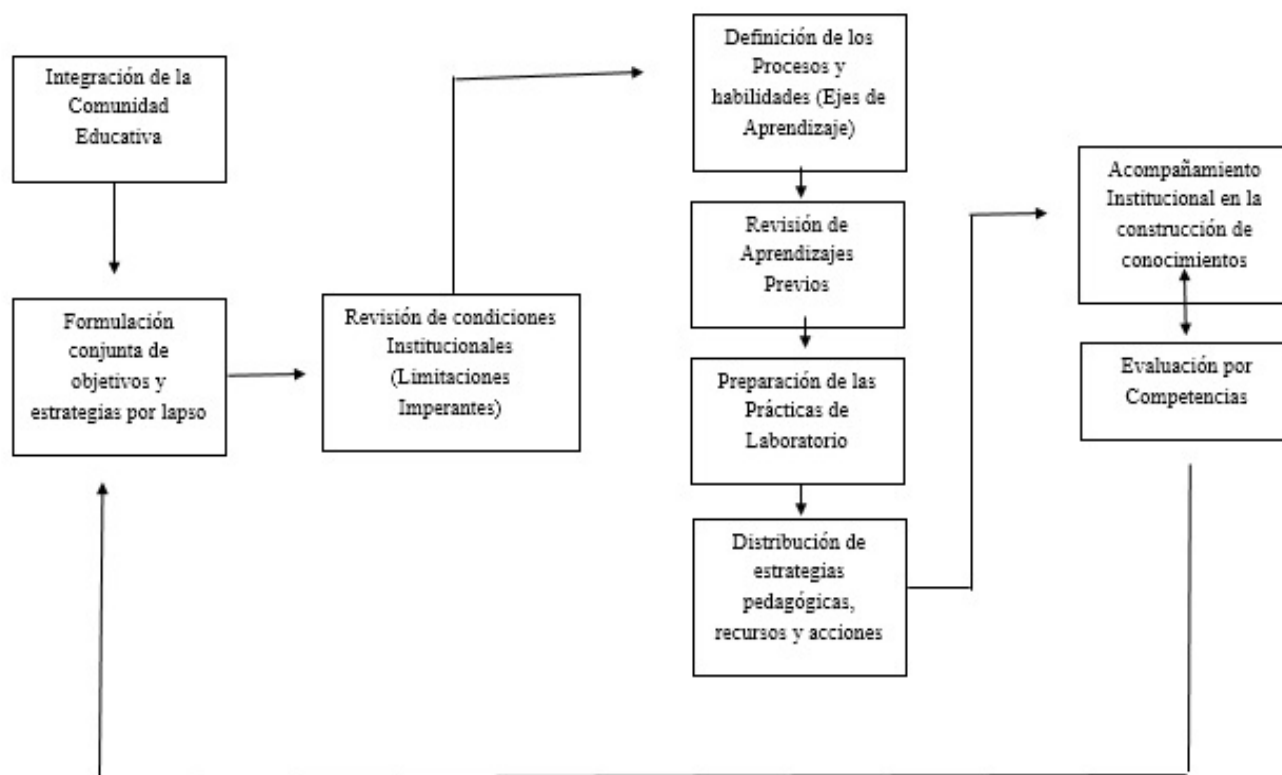 Integración de la
Comunidad
Educativa
Formulación
conjunta de
objetivos y
estrategias por lapso
Revisión de condiciones
Institucionales
(Limitaciones
Imperantes)
Definición de los
Procesos y
habilidades (Ejes de
Aprendizaje)
Revisión de
Aprendizajes
Previos
Preparación de las
Prácticas de
Laboratorio
Distribución de
estrategias
pedagógicas,
recursos y acciones
Acompañamiento
Institucional en la
construcción de
conocimientos
Evaluación por
Competencias